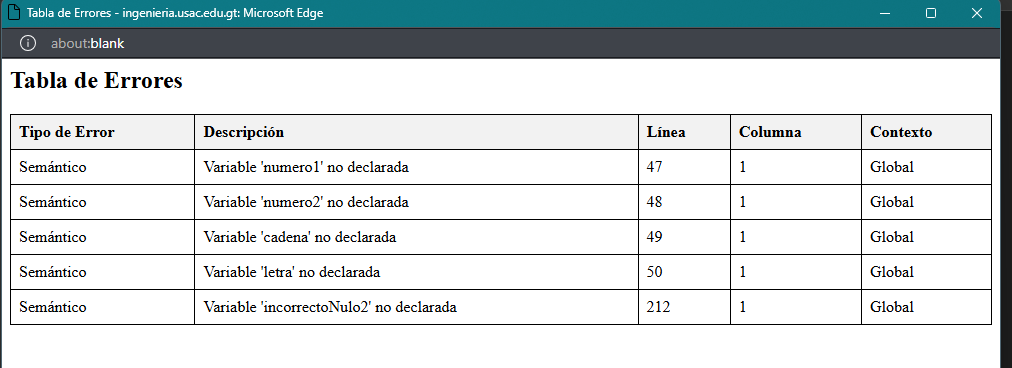 Tabla de Errores - ingenieria.usac.edu.gt: Microsoft Edge
about:blank
Tabla de Errores
Tipo de Error Descripción Línea Columna Contexto
Semántico Variable 'numero1' no declarada 47 1 Global
Semántico Variable 'numero2' no declarada 48 1 Global
Semántico Variable 'cadena' no declarada 49 1 Global
Semántico Variable 'letra' no declarada 50 1 Global
Semántico Variable 'incorrectoNulo2' no declarada 212 1 Global